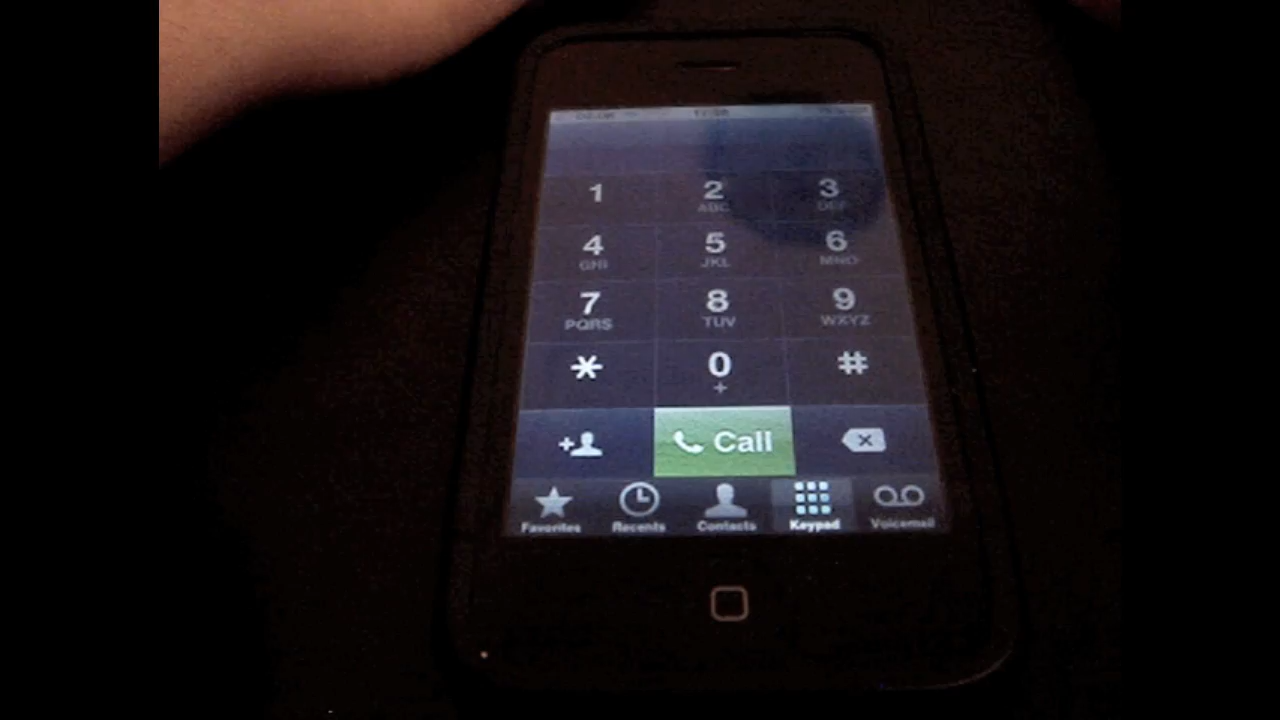 1 2 3
ABC DEF
4 5 6
GHI JKL MNO
7 8 9
PQRS TUV WXYZ
* 0 #
+
+ Call
Favorites Recents Contacts Keypad Voicemail